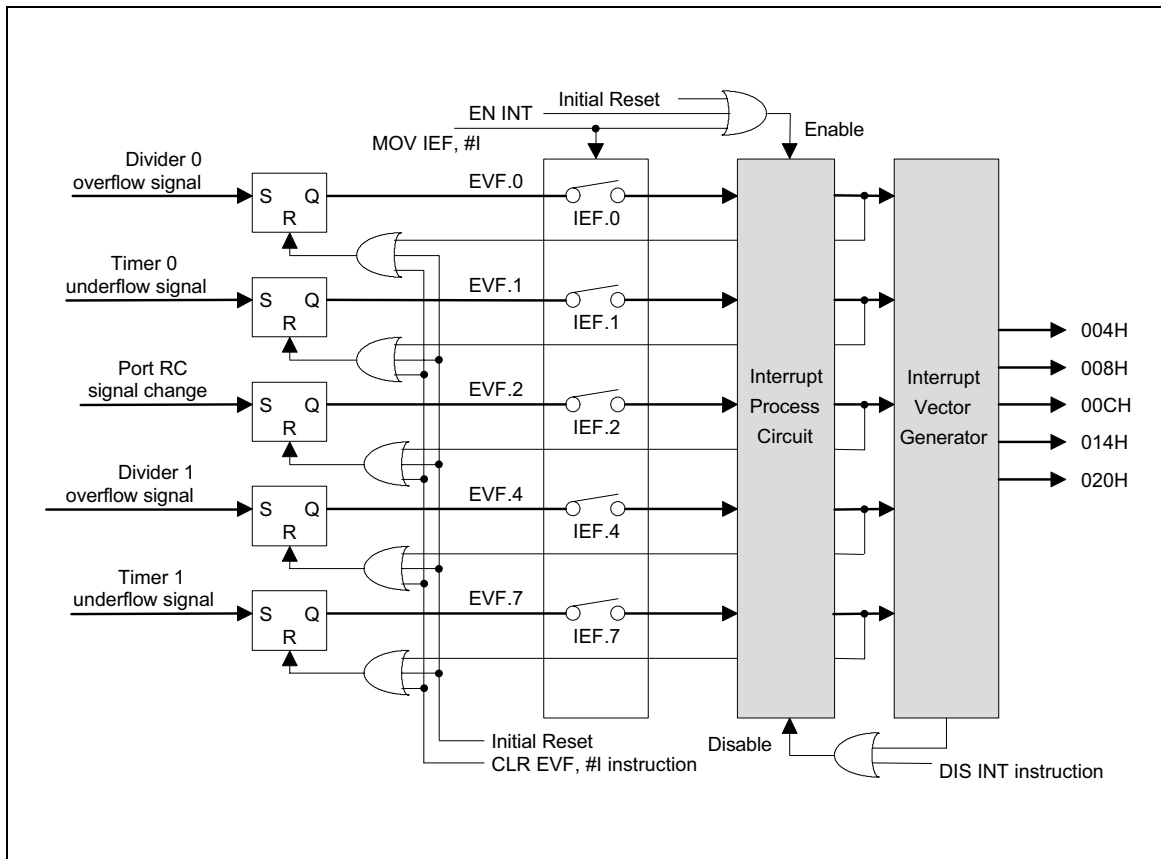 Initial Reset
EN INT
MOV IEF, #I
Enable
Divider 0
overflow signal
S Q
R
EVF.0
IEF.0
Timer 0
underflow signal
S Q
R
EVF.1
IEF.1
Port RC
signal change
S Q
R
EVF.2
IEF.2
Divider 1
overflow signal
S Q
R
EVF.4
IEF.4
Timer 1
underflow signal
S Q
R
EVF.7
IEF.7
Interrupt
Process
Circuit
Interrupt
Vector
Generator
004H
008H
00CH
014H
020H
Initial Reset
CLR EVF, #I instruction
Disable
DIS INT instruction